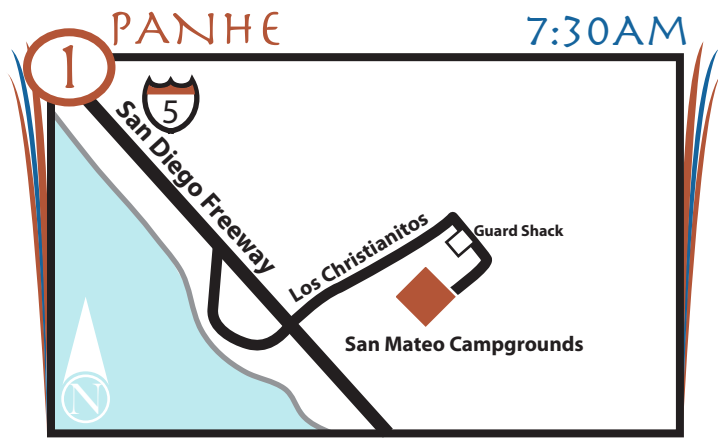 PANHE
7:30AM
1
5
San Diego Freeway
Los Christianitos
Guard Shack
San Mateo Campgrounds
N